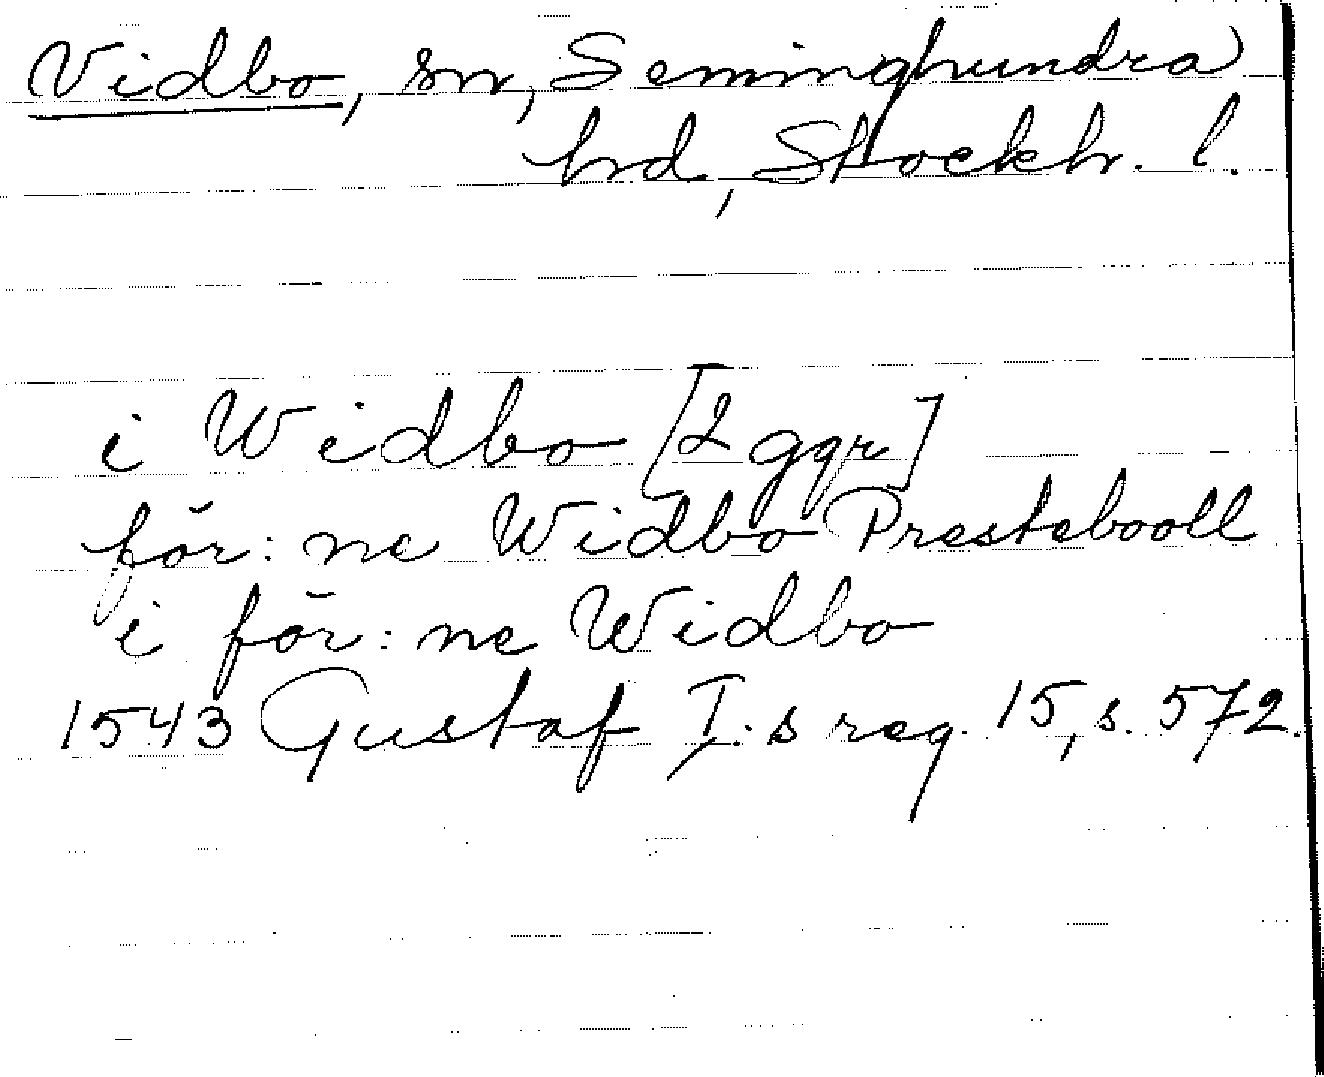 Vidbo, sn, Seminghundra
hd, Stockh. l.
i Widbo [2 ggr]
för: ne Widbo Prestebooll
i för: ne Widbo
1543 Gustaf I:s reg. 15, s. 572.